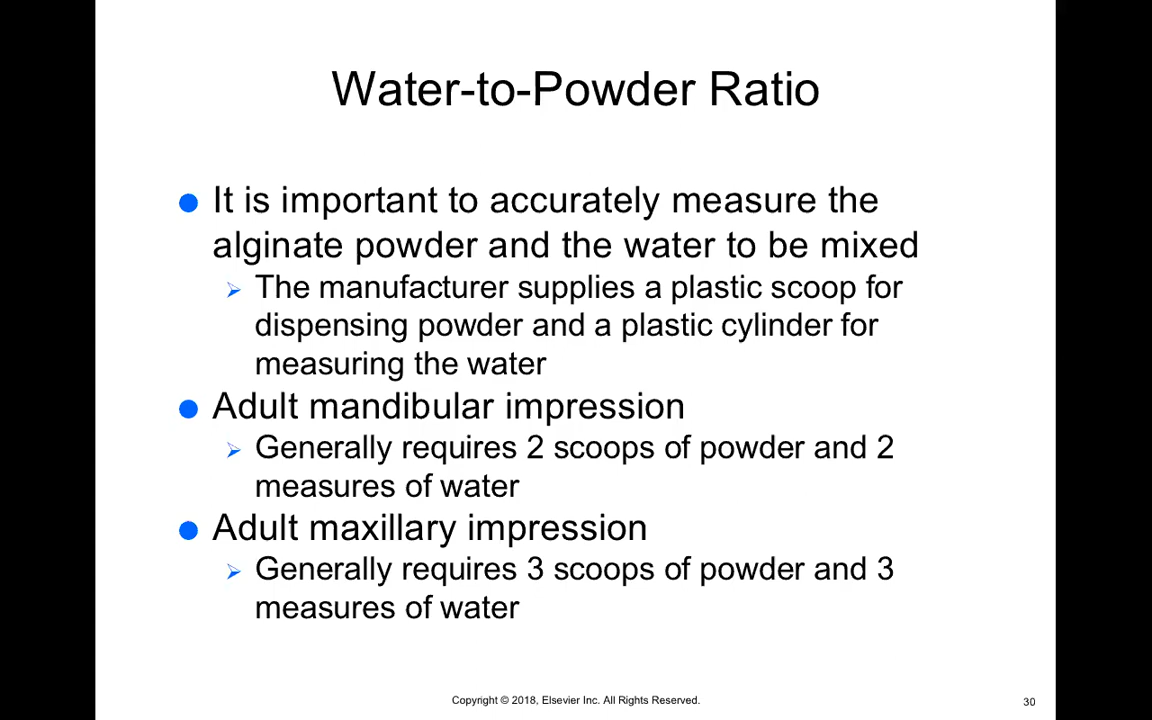 Water-to-Powder Ratio
It is important to accurately measure the
alginate powder and the water to be mixed
The manufacturer supplies a plastic scoop for
dispensing powder and a plastic cylinder for
measuring the water
Adult mandibular impression
Generally requires 2 scoops of powder and 2
measures of water
Adult maxillary impression
Generally requires 3 scoops of powder and 3
measures of water
Copyright © 2018, Elsevier Inc. All Rights Reserved.
30